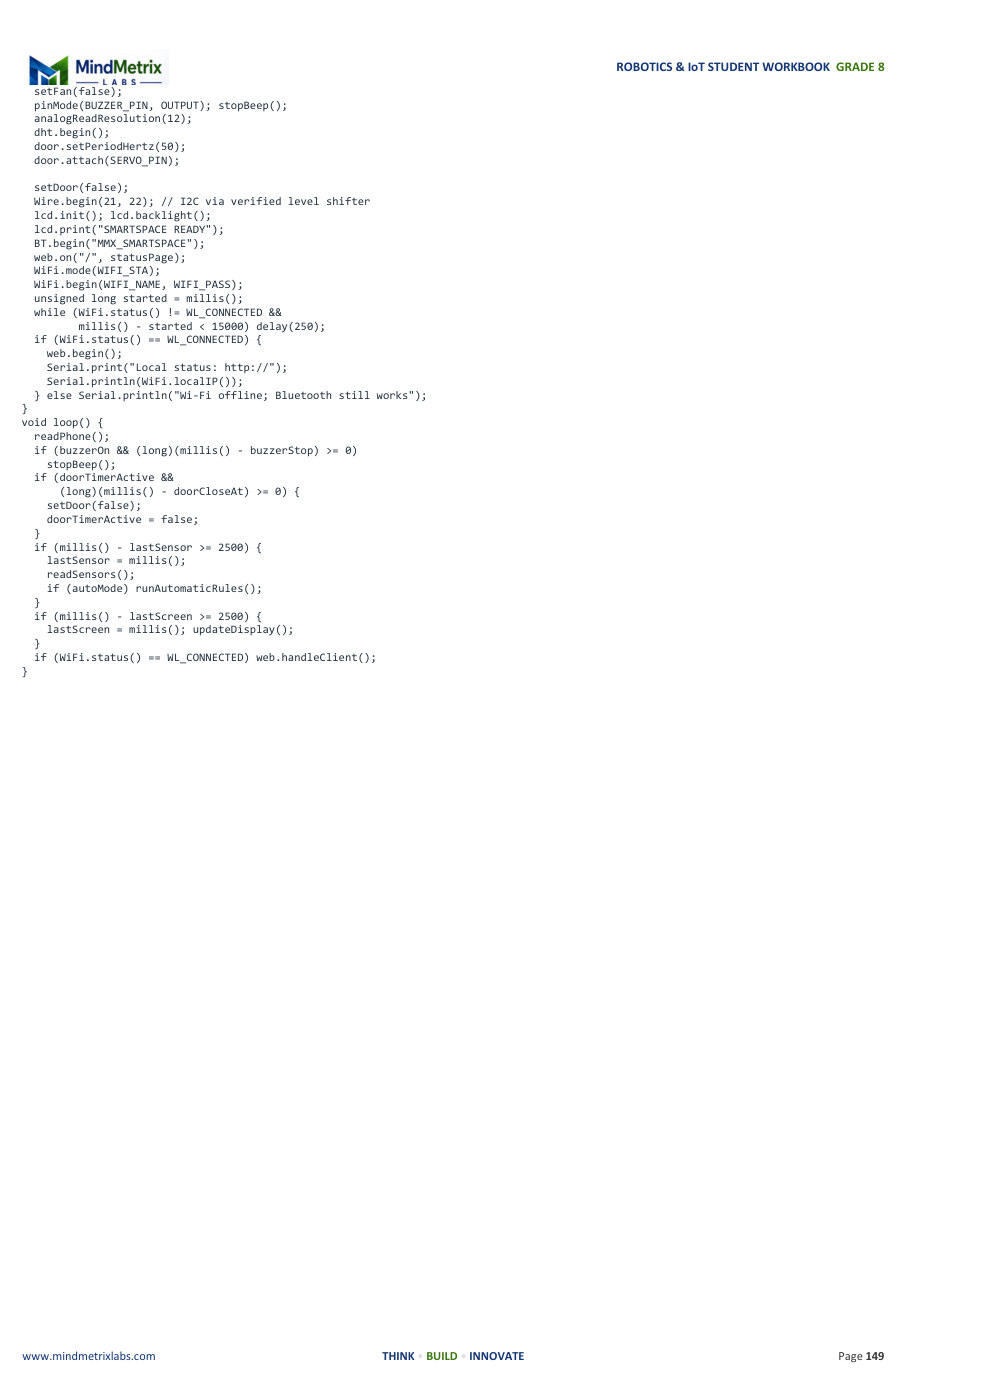 MindMetrix
LABS
ROBOTICS & IoT STUDENT WORKBOOK GRADE 8
  setFan(false);
  pinMode(BUZZER_PIN, OUTPUT); stopBeep();
  analogReadResolution(12);
  dht.begin();
  door.setPeriodHertz(50);
  door.attach(SERVO_PIN);

  setDoor(false);
  Wire.begin(21, 22); // I2C via verified level shifter
  lcd.init(); lcd.backlight();
  lcd.print("SMARTSPACE READY");
  BT.begin("MMX_SMARTSPACE");
  web.on("/", statusPage);
  WiFi.mode(WIFI_STA);
  WiFi.begin(WIFI_NAME, WIFI_PASS);
  unsigned long started = millis();
  while (WiFi.status() != WL_CONNECTED &&
         millis() - started < 15000) delay(250);
  if (WiFi.status() == WL_CONNECTED) {
    web.begin();
    Serial.print("Local status: http://");
    Serial.println(WiFi.localIP());
  } else Serial.println("Wi-Fi offline; Bluetooth still works");
}
void loop() {
  readPhone();
  if (buzzerOn && (long)(millis() - buzzerStop) >= 0)
    stopBeep();
  if (doorTimerActive &&
      (long)(millis() - doorCloseAt) >= 0) {
    setDoor(false);
    doorTimerActive = false;
  }
  if (millis() - lastSensor >= 2500) {
    lastSensor = millis();
    readSensors();
    if (autoMode) runAutomaticRules();
  }
  if (millis() - lastScreen >= 2500) {
    lastScreen = millis(); updateDisplay();
  }
  if (WiFi.status() == WL_CONNECTED) web.handleClient();
}
www.mindmetrixlabs.com
THINK • BUILD • INNOVATE
Page 149